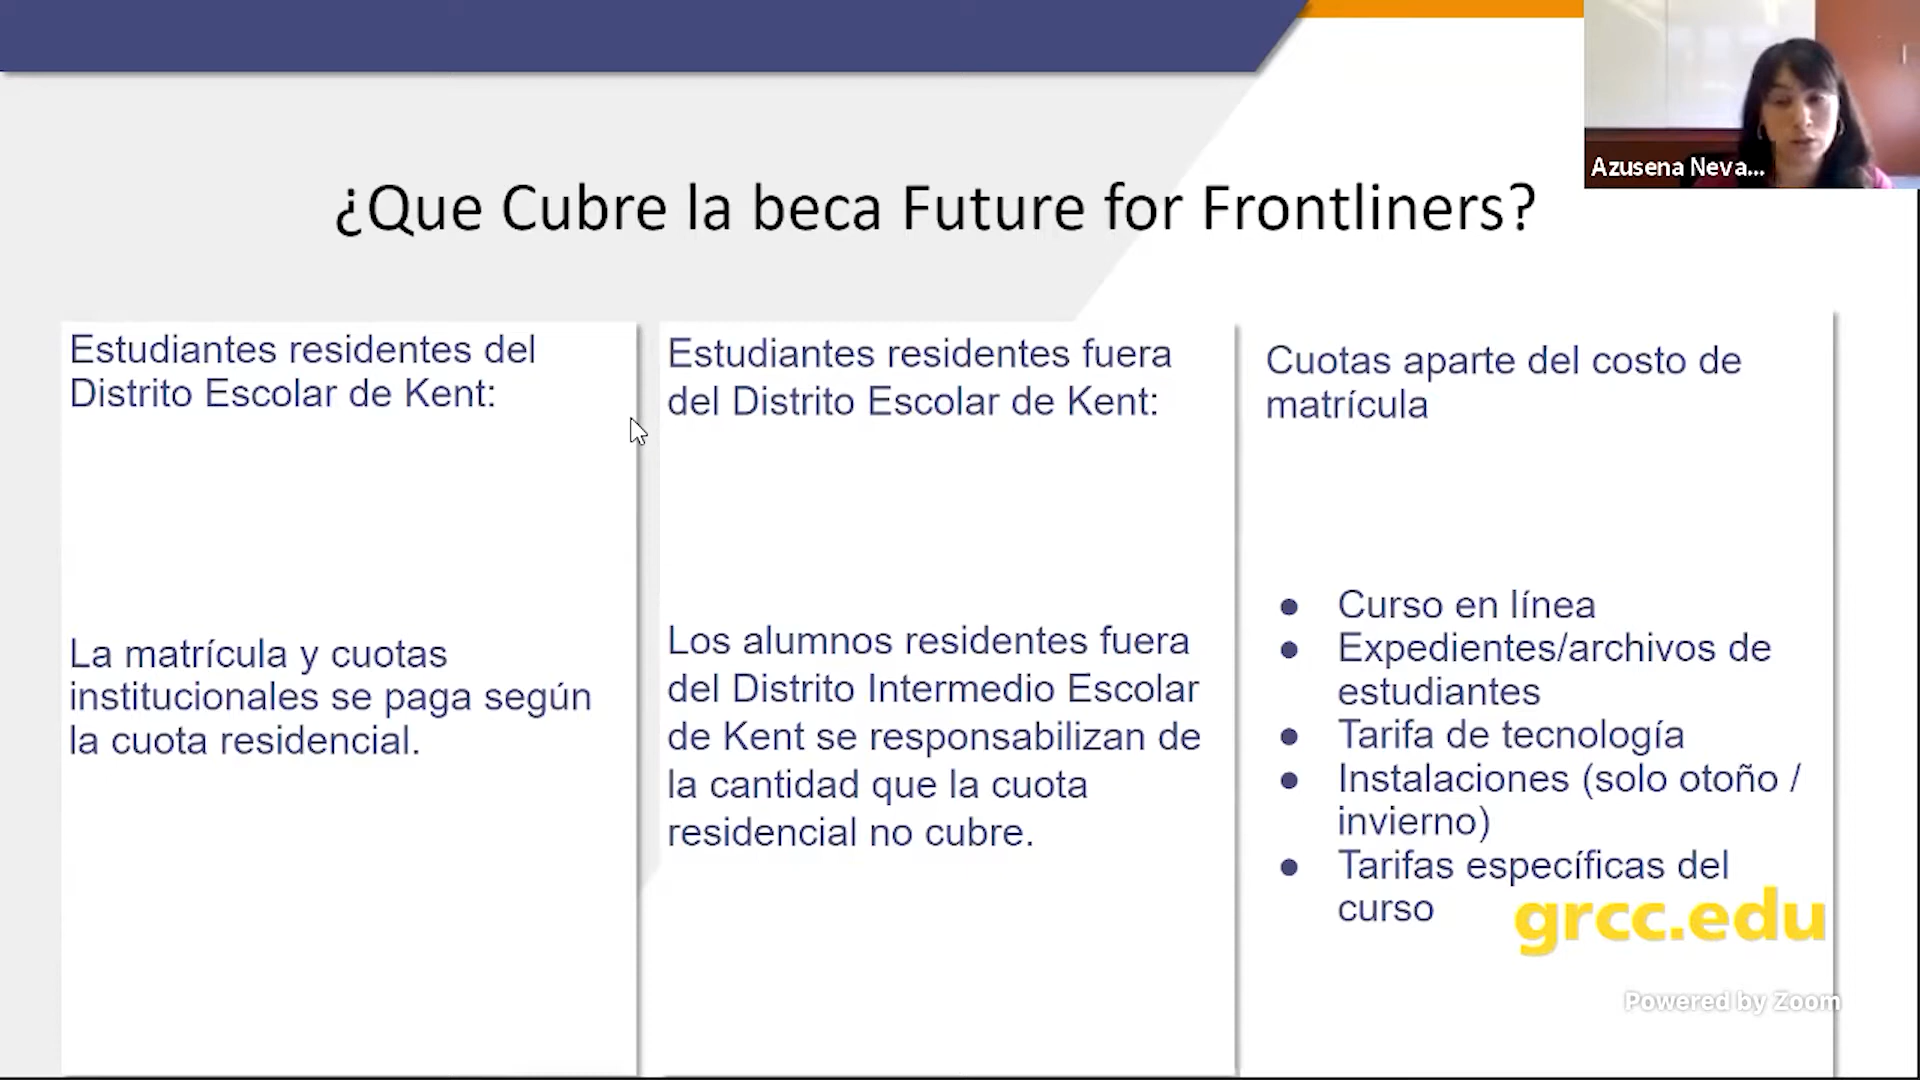 Azusena Neva...
¿Que Cubre la beca Future for Frontliners?
Estudiantes residentes del
Distrito Escolar de Kent:
La matrícula y cuotas
institucionales se paga según
la cuota residencial.
Estudiantes residentes fuera
del Distrito Escolar de Kent:
Los alumnos residentes fuera
del Distrito Intermedio Escolar
de Kent se responsabilizan de
la cantidad que la cuota
residencial no cubre.
Cuotas aparte del costo de
matrícula
● Curso en línea
● Expedientes/archivos de
estudiantes
● Tarifa de tecnología
● Instalaciones (solo otoño /
invierno)
● Tarifas específicas del
curso
grcc.edu
Powered by Zoom